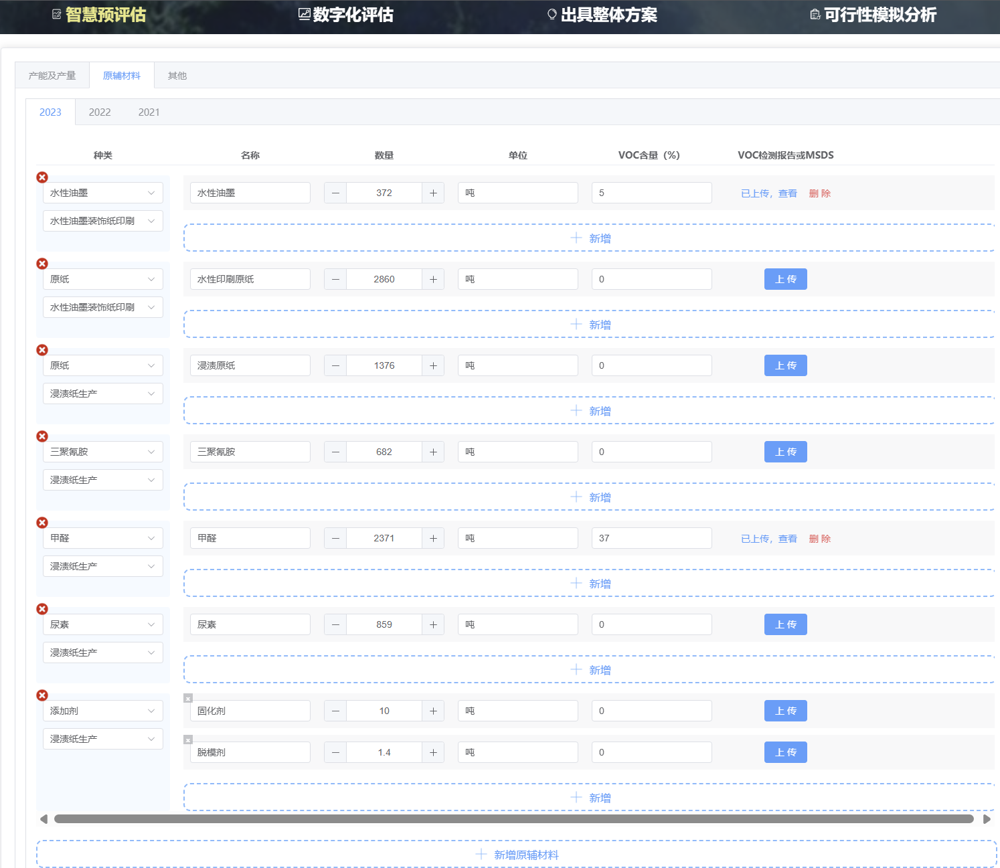 智慧预评估 数字化评估 出具整体方案 可行性模拟分析
产能及产量 原辅材料 其他
2023 2022 2021
种类 名称 数量 单位 VOC含量（%） VOC检测报告或MSDS
水性油墨 水性油墨 372 吨 5 已上传，查看 删 除
水性油墨装饰纸印刷
新增
原纸 水性印刷原纸 2860 吨 0 上 传
水性油墨装饰纸印刷
新增
原纸 浸渍原纸 1376 吨 0 上 传
浸渍纸生产
新增
三聚氰胺 三聚氰胺 682 吨 0 上 传
浸渍纸生产
新增
甲醛 甲醛 2371 吨 37 已上传，查看 删 除
浸渍纸生产
新增
尿素 尿素 859 吨 0 上 传
浸渍纸生产
新增
添加剂 固化剂 10 吨 0 上 传
浸渍纸生产
脱模剂 1.4 吨 0 上 传
新增
新增原辅材料